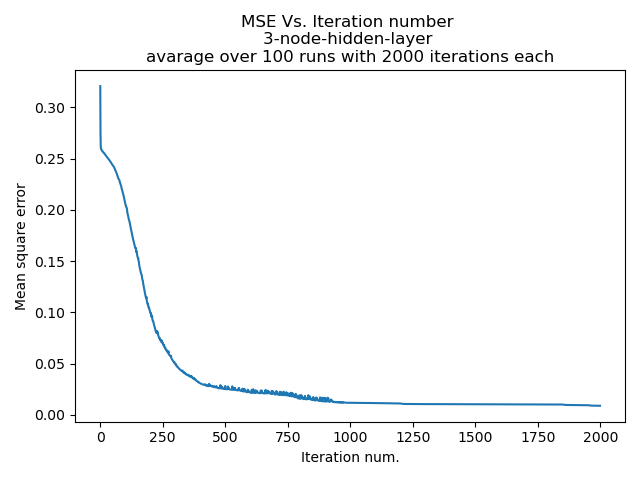 MSE Vs. Iteration number
3-node-hidden-layer
avarage over 100 runs with 2000 iterations each
0.30
0.25
0.20
0.15
0.10
0.05
0.00
Mean square error
0 250 500 750 1000 1250 1500 1750 2000
Iteration num.